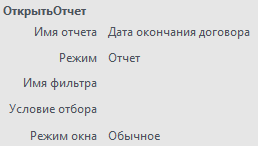 ОткрытьОтчет
Имя отчета Дата окончания договора
Режим Отчет
Имя фильтра
Условие отбора
Режим окна Обычное